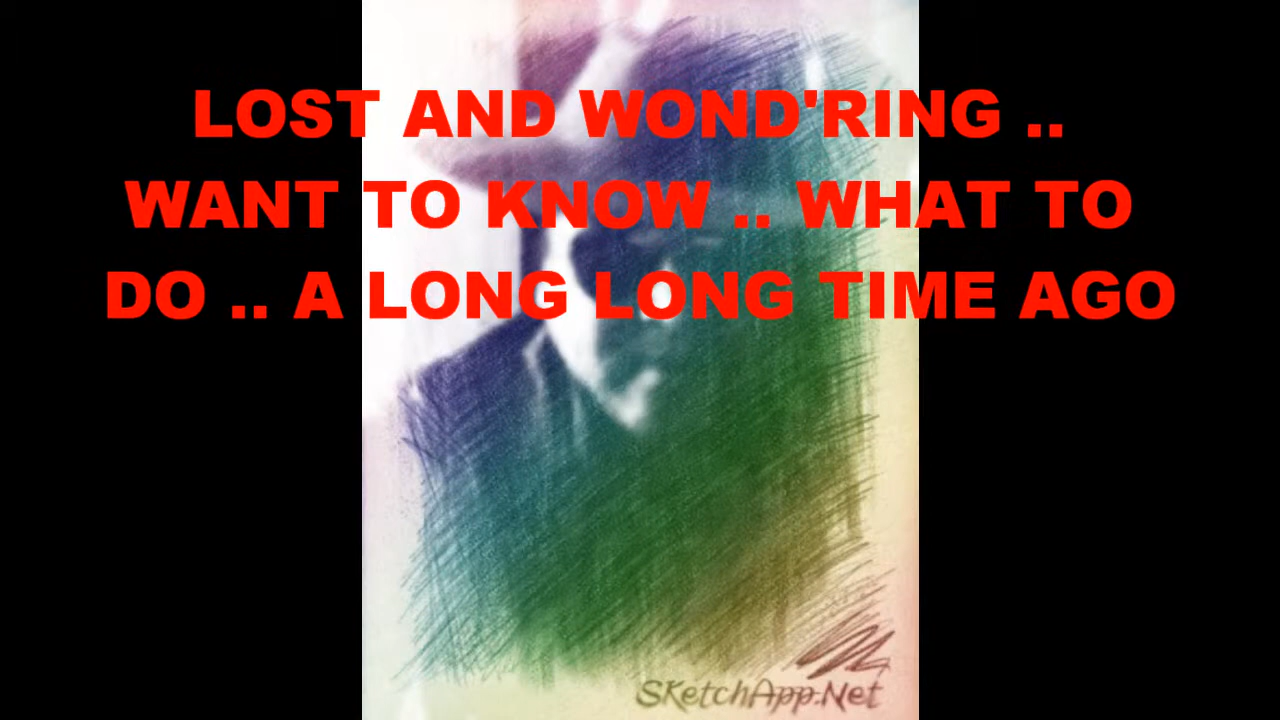 LOST AND WOND'RING ..
WANT TO KNOW .. WHAT TO
DO .. A LONG LONG TIME AGO
SKetchApp.Net